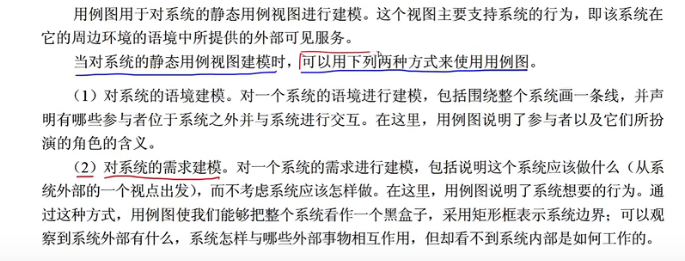 用例图用于对系统的静态用例视图进行建模。这个视图主要支持系统的行为，即该系统在
它的周边环境的语境中所提供的外部可见服务。
当对系统的静态用例视图建模时，可以用下列两种方式来使用用例图。
（1）对系统的语境建模。对一个系统的语境进行建模，包括围绕整个系统画一条线，并声
明有哪些参与者位于系统之外并与系统进行交互。在这里，用例图说明了参与者以及它们所扮
演的角色的含义。
（2）对系统的需求建模。对一个系统的需求进行建模，包括说明这个系统应该做什么（从系
统外部的一个视点出发），而不考虑系统应该怎样做。在这里，用例图说明了系统想要的行为。通
过这种方式，用例图使我们能够把整个系统看作一个黑盒子，采用矩形框表示系统边界；可以观
察到系统外部有什么，系统怎样与哪些外部事物相互作用，但却看不到系统内部是如何工作的。